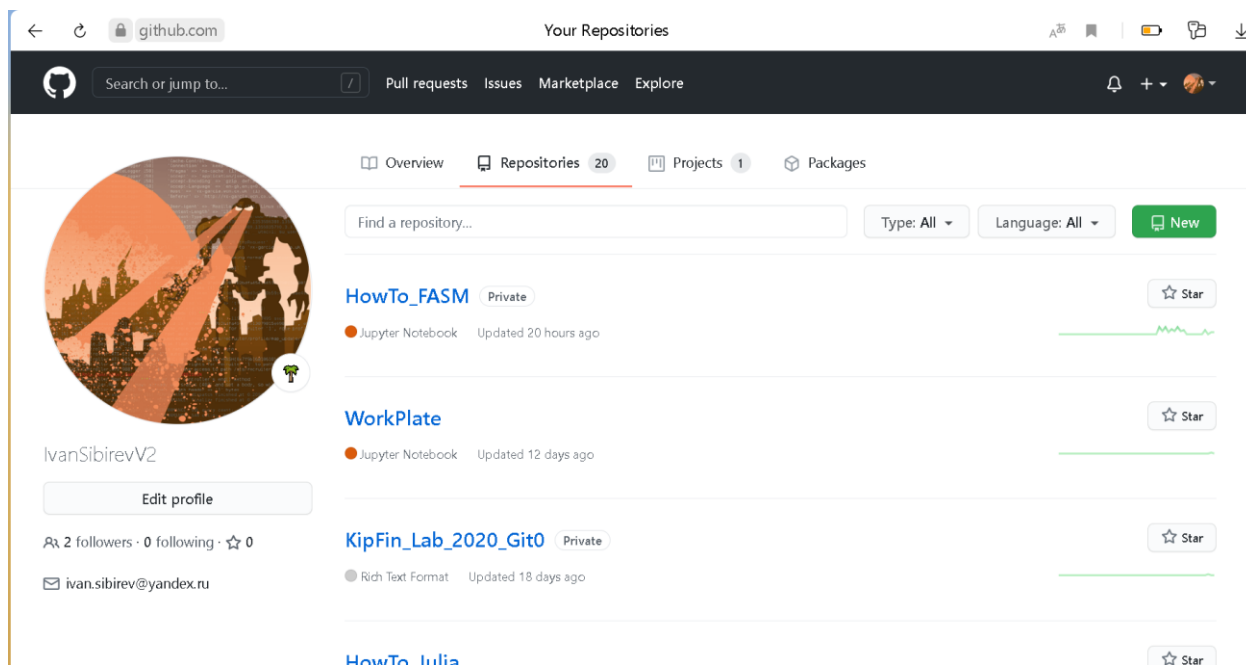 github.com Your Repositories
Search or jump to... / Pull requests Issues Marketplace Explore
Overview Repositories 20 Projects 1 Packages
Find a repository... Type: All Language: All New
HowTo_FASM Private Star
Jupyter Notebook Updated 20 hours ago
WorkPlate Star
Jupyter Notebook Updated 12 days ago
IvanSibirevV2
Edit profile
2 followers · 0 following · 0
ivan.sibirev@yandex.ru
KipFin_Lab_2020_Git0 Private Star
Rich Text Format Updated 18 days ago
HowTo_Julia Star